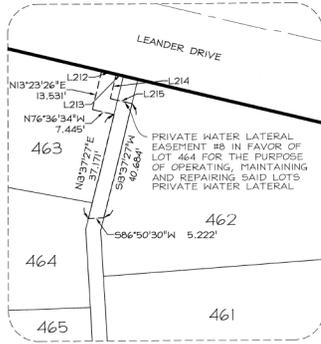 LEANDER DRIVE
L212
L214
N13°23'26"E
13.531'
L213
L215
N76°36'34"W
7.445'
463
N13°37'27"E
37.171'
S13°37'27"W
40.684'
PRIVATE WATER LATERAL
EASEMENT #8 IN FAVOR OF
LOT 464 FOR THE PURPOSE
OF OPERATING, MAINTAINING
AND REPAIRING SAID LOTS
PRIVATE WATER LATERAL
462
S86°50'30"W 5.222'
464
461
465